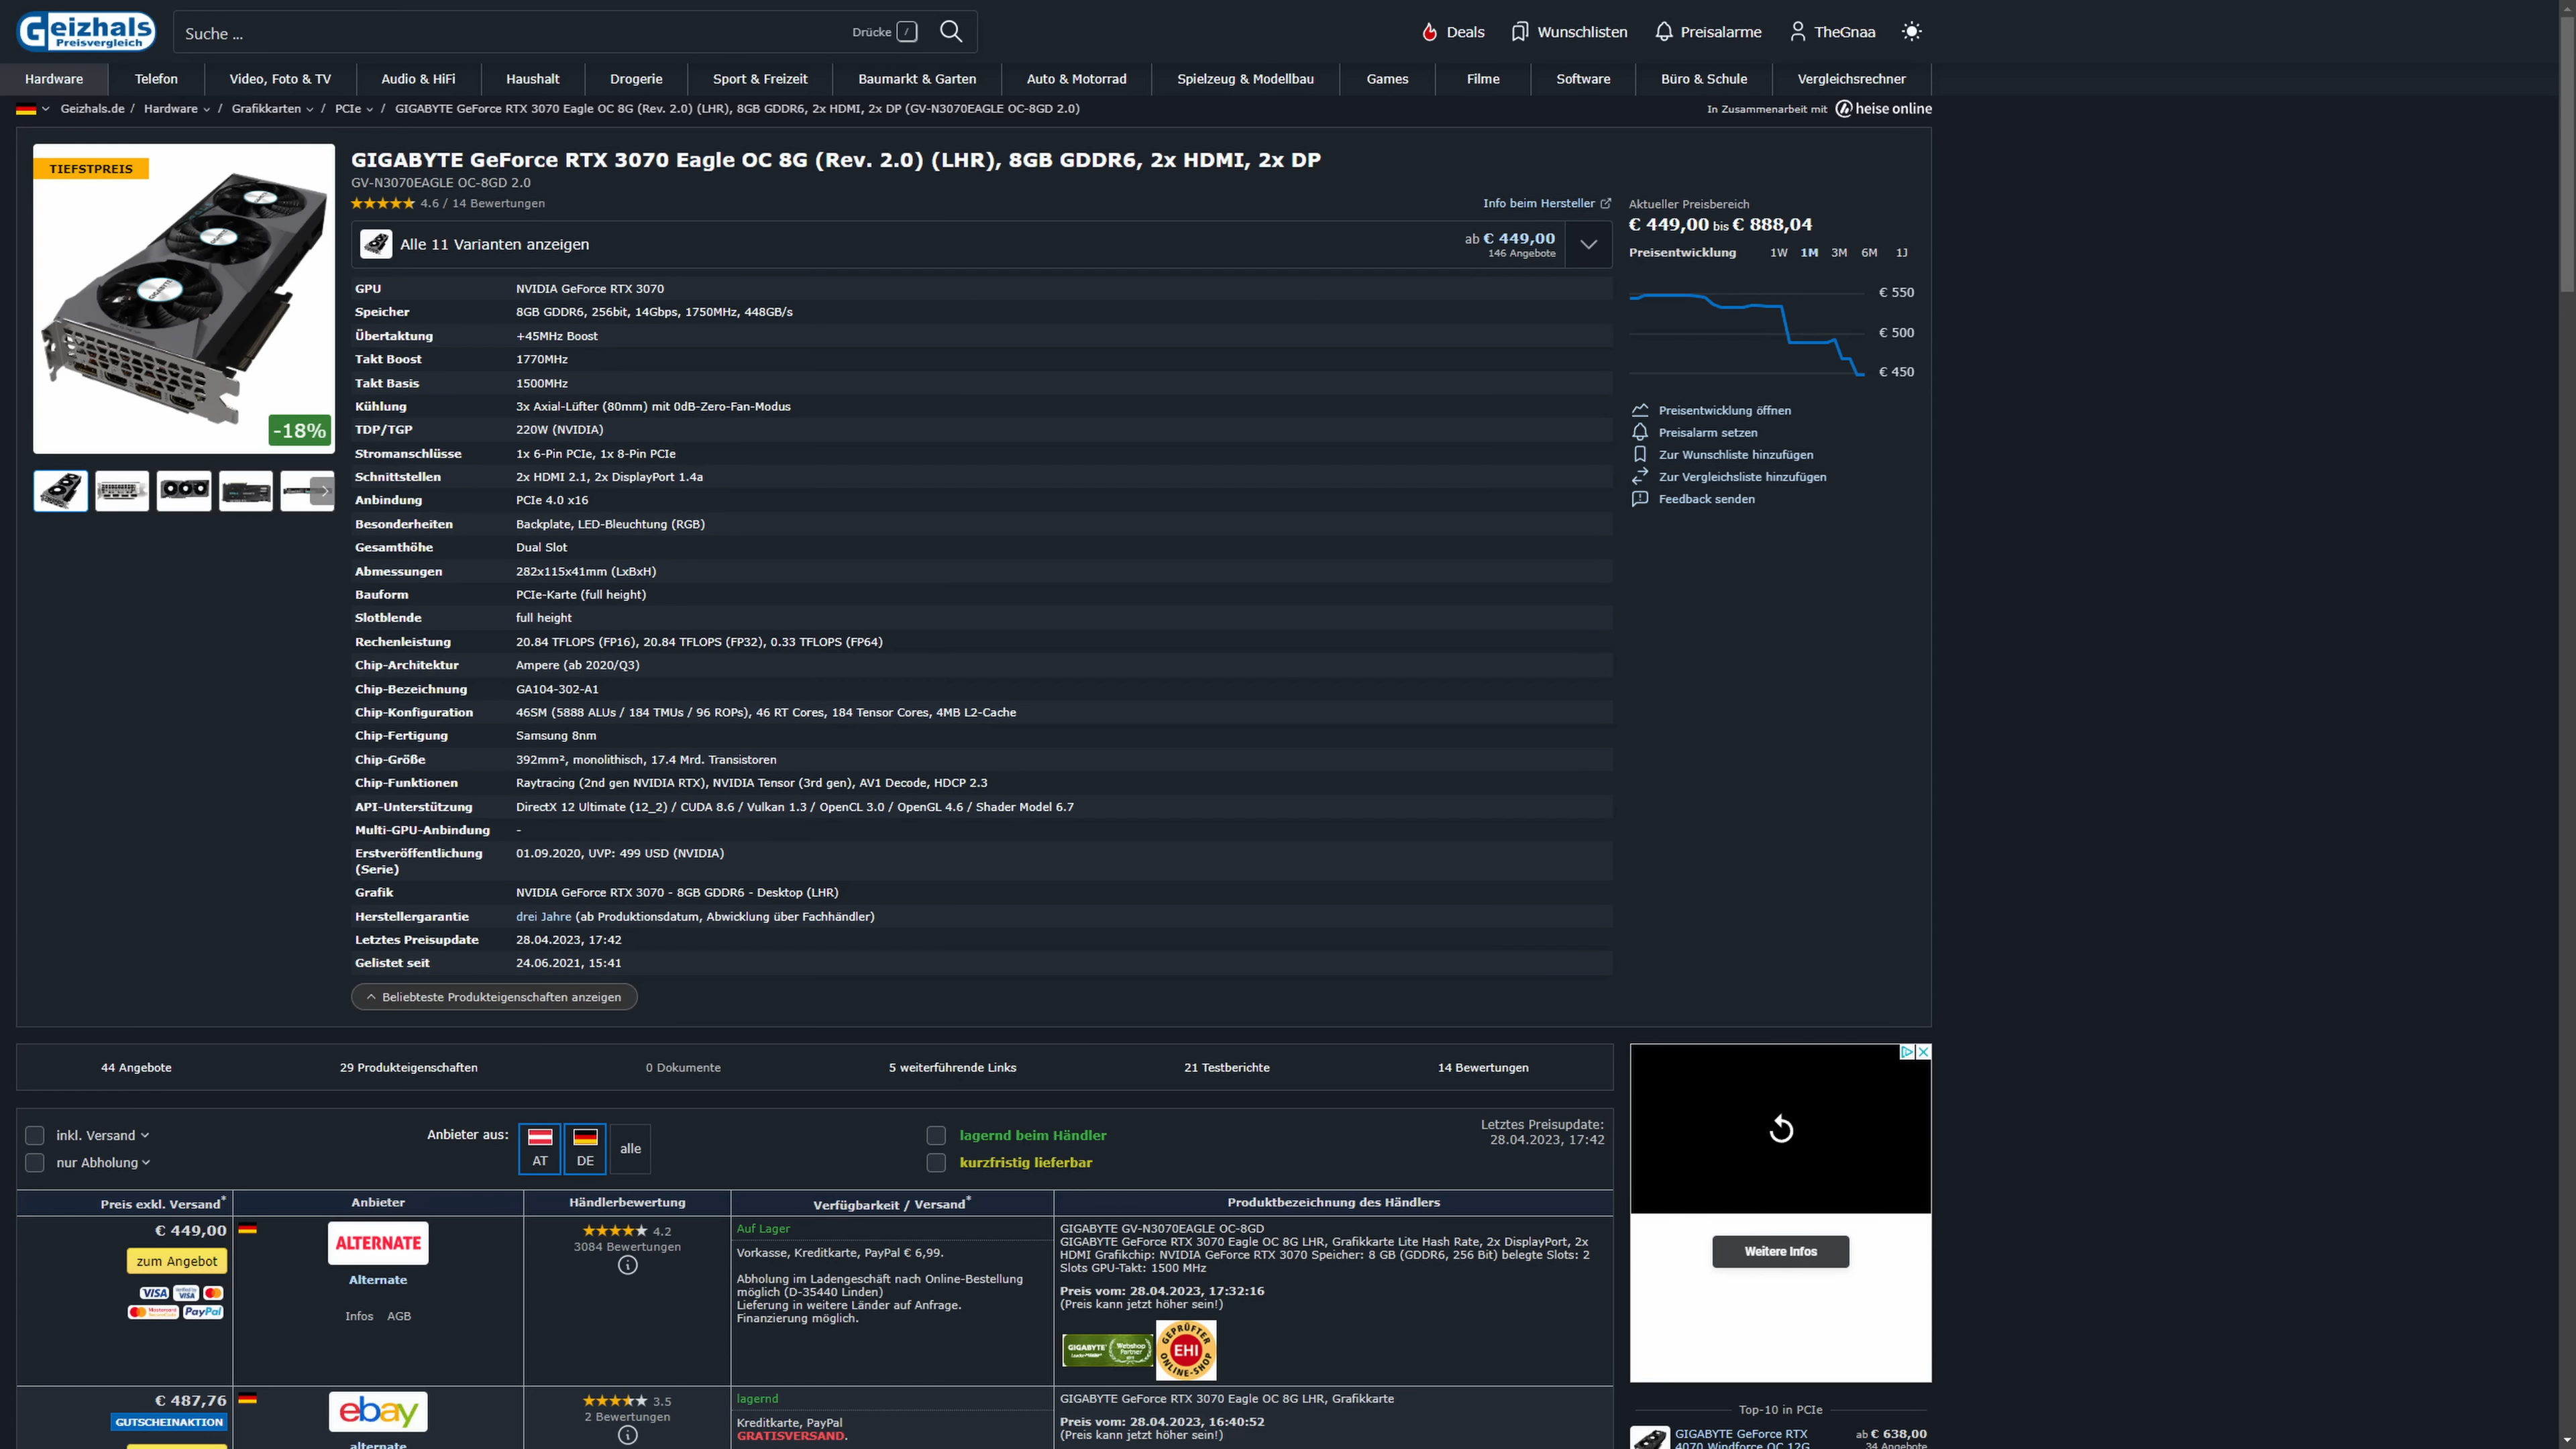 Geizhals
Preisvergleich
Suche ...
Drücke /
Deals
Wunschlisten
Preisalarme
TheGnaa
Hardware
Telefon
Video, Foto & TV
Audio & HiFi
Haushalt
Drogerie
Sport & Freizeit
Baumarkt & Garten
Auto & Motorrad
Spielzeug & Modellbau
Games
Filme
Software
Büro & Schule
Vergleichsrechner
Geizhals.de / Hardware / Grafikkarten / PCIe / GIGABYTE GeForce RTX 3070 Eagle OC 8G (Rev. 2.0) (LHR), 8GB GDDR6, 2x HDMI, 2x DP (GV-N3070EAGLE OC-8GD 2.0)
In Zusammenarbeit mit heise online
TIEFSTPREIS
GIGABYTE
GIGABYTE
GIGABYTE
-18%
GIGABYTE GeForce RTX 3070 Eagle OC 8G (Rev. 2.0) (LHR), 8GB GDDR6, 2x HDMI, 2x DP
GV-N3070EAGLE OC-8GD 2.0
4.6 / 14 Bewertungen
Info beim Hersteller
Alle 11 Varianten anzeigen
ab € 449,00
146 Angebote
GPU NVIDIA GeForce RTX 3070
Speicher 8GB GDDR6, 256bit, 14Gbps, 1750MHz, 448GB/s
Übertaktung +45MHz Boost
Takt Boost 1770MHz
Takt Basis 1500MHz
Kühlung 3x Axial-Lüfter (80mm) mit 0dB-Zero-Fan-Modus
TDP/TGP 220W (NVIDIA)
Stromanschlüsse 1x 6-Pin PCIe, 1x 8-Pin PCIe
Schnittstellen 2x HDMI 2.1, 2x DisplayPort 1.4a
Anbindung PCIe 4.0 x16
Besonderheiten Backplate, LED-Bleuchtung (RGB)
Gesamthöhe Dual Slot
Abmessungen 282x115x41mm (LxBxH)
Bauform PCIe-Karte (full height)
Slotblende full height
Rechenleistung 20.84 TFLOPS (FP16), 20.84 TFLOPS (FP32), 0.33 TFLOPS (FP64)
Chip-Architektur Ampere (ab 2020/Q3)
Chip-Bezeichnung GA104-302-A1
Chip-Konfiguration 46SM (5888 ALUs / 184 TMUs / 96 ROPs), 46 RT Cores, 184 Tensor Cores, 4MB L2-Cache
Chip-Fertigung Samsung 8nm
Chip-Größe 392mm², monolithisch, 17.4 Mrd. Transistoren
Chip-Funktionen Raytracing (2nd gen NVIDIA RTX), NVIDIA Tensor (3rd gen), AV1 Decode, HDCP 2.3
API-Unterstützung DirectX 12 Ultimate (12_2) / CUDA 8.6 / Vulkan 1.3 / OpenCL 3.0 / OpenGL 4.6 / Shader Model 6.7
Multi-GPU-Anbindung -
Erstveröffentlichung 01.09.2020, UVP: 499 USD (NVIDIA)
(Serie)
Grafik NVIDIA GeForce RTX 3070 - 8GB GDDR6 - Desktop (LHR)
Herstellergarantie drei Jahre (ab Produktionsdatum, Abwicklung über Fachhändler)
Letztes Preisupdate 28.04.2023, 17:42
Gelistet seit 24.06.2021, 15:41
Beliebteste Produkteigenschaften anzeigen
Aktueller Preisbereich
€ 449,00 bis € 888,04
Preisentwicklung 1W 1M 3M 6M 1J
€ 550
€ 500
€ 450
Preisentwicklung öffnen
Preisalarm setzen
Zur Wunschliste hinzufügen
Zur Vergleichsliste hinzufügen
Feedback senden
44 Angebote
29 Produkteigenschaften
0 Dokumente
5 weiterführende Links
21 Testberichte
14 Bewertungen
inkl. Versand
nur Abholung
Anbieter aus:
AT
DE
alle
lagernd beim Händler
kurzfristig lieferbar
Letztes Preisupdate:
28.04.2023, 17:42
Preis exkl. Versand*
Anbieter
Händlerbewertung
Verfügbarkeit / Versand*
Produktbezeichnung des Händlers
€ 449,00
zum Angebot
VISA VISA
PayPal
ALTERNATE
Alternate
Infos AGB
4.2
3084 Bewertungen
Auf Lager
Vorkasse, Kreditkarte, PayPal € 6,99.
Abholung im Ladengeschäft nach Online-Bestellung
möglich (D-35440 Linden)
Lieferung in weitere Länder auf Anfrage.
Finanzierung möglich.
GIGABYTE GV-N3070EAGLE OC-8GD
GIGABYTE GeForce RTX 3070 Eagle OC 8G LHR, Grafikkarte Lite Hash Rate, 2x DisplayPort, 2x
HDMI Grafikchip: NVIDIA GeForce RTX 3070 Speicher: 8 GB (GDDR6, 256 Bit) belegte Slots: 2
Slots GPU-Takt: 1500 MHz
Preis vom: 28.04.2023, 17:32:16
(Preis kann jetzt höher sein!)
GIGABYTE Webshop Partner
GEPRÜFTER EHI ONLINE-SHOP
€ 487,76
GUTSCHEINAKTION
ebay
alternate
3.5
2 Bewertungen
lagernd
Kreditkarte, PayPal
GRATISVERSAND.
GIGABYTE GeForce RTX 3070 Eagle OC 8G LHR, Grafikkarte
Preis vom: 28.04.2023, 16:40:52
(Preis kann jetzt höher sein!)
Weitere Infos
Top-10 in PCIe
GIGABYTE GeForce RTX
4070 Windforce OC 12G
ab € 638,00
34 Angebote